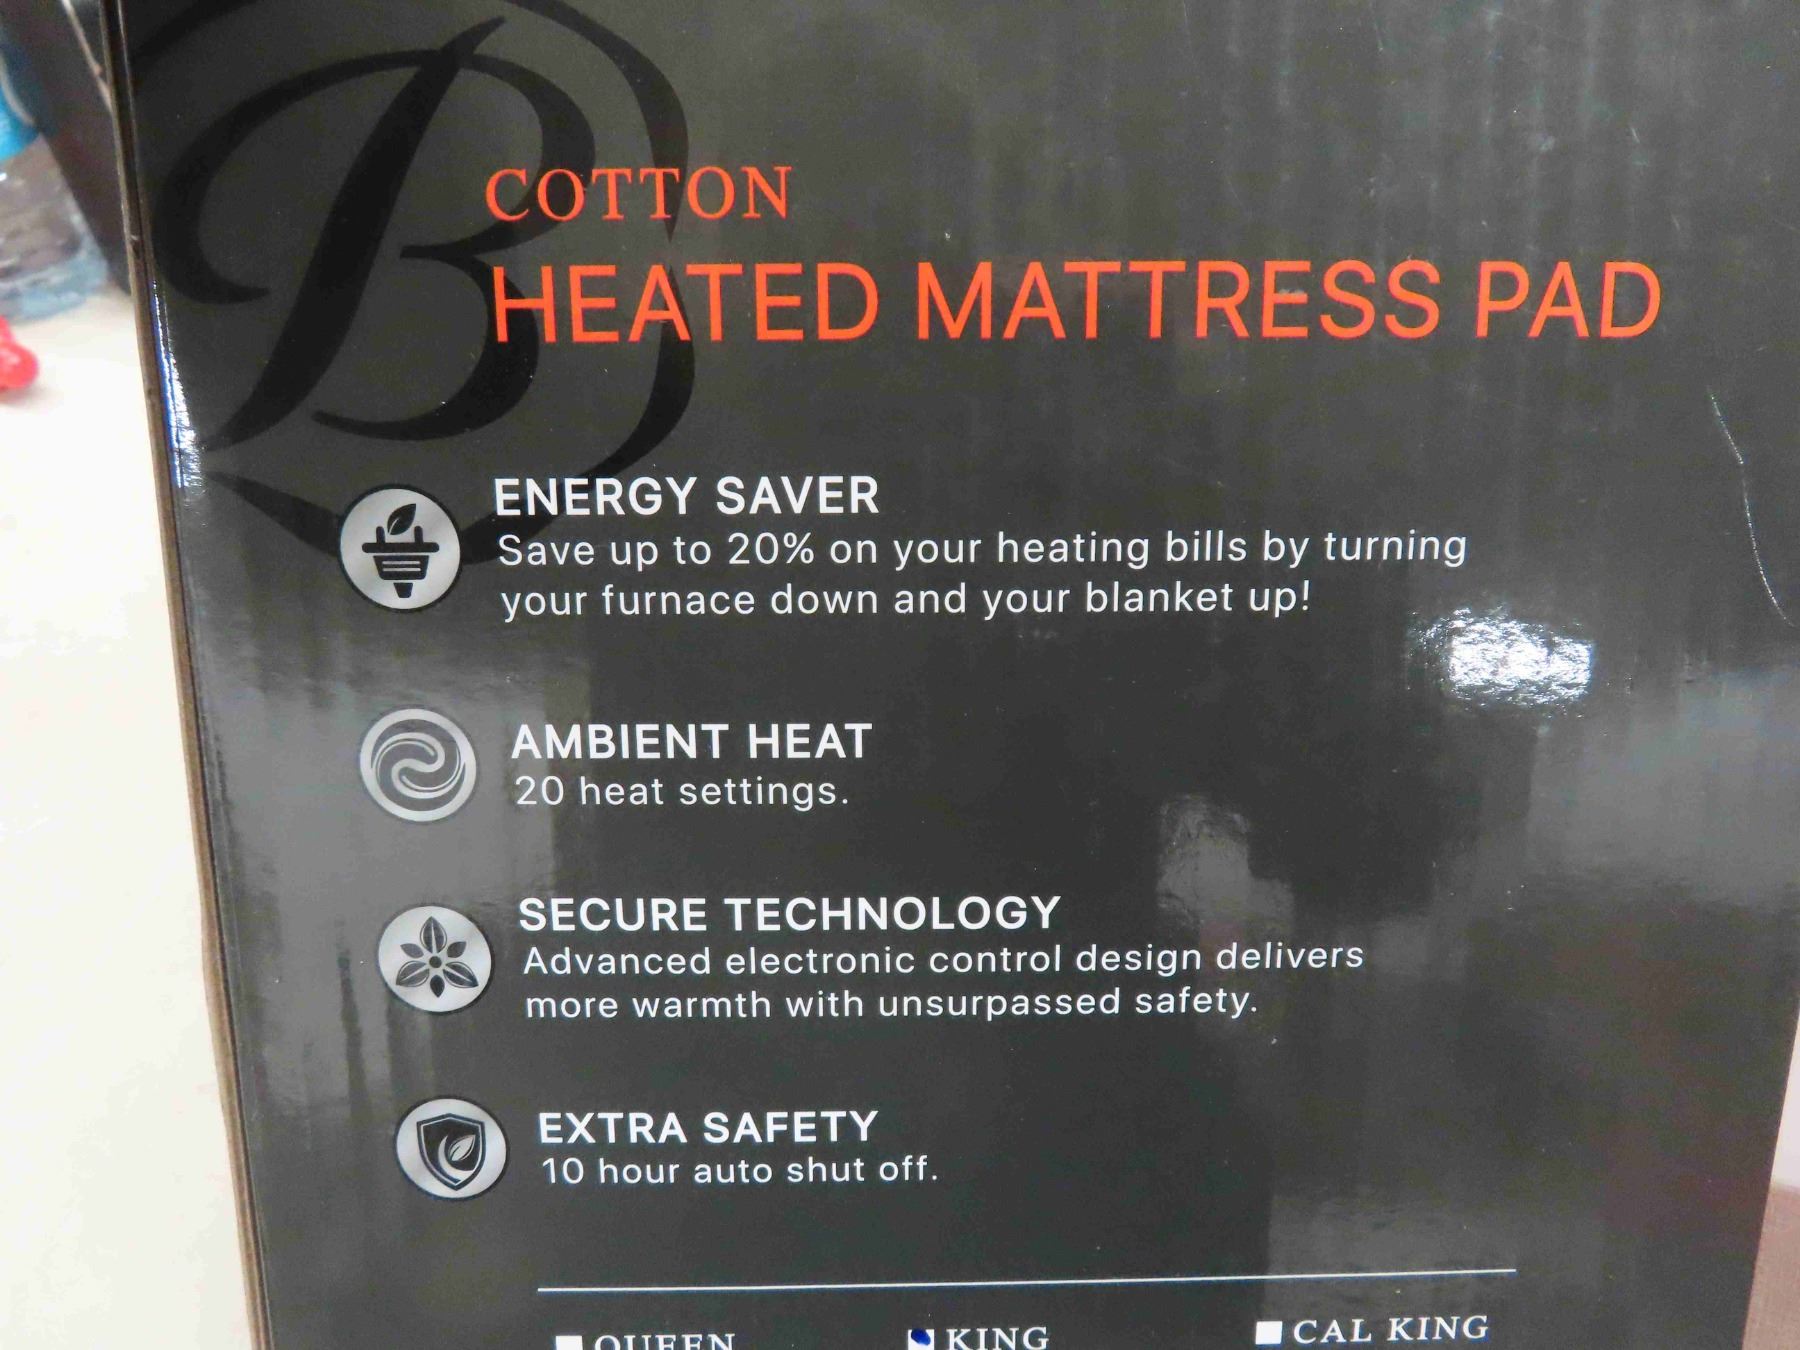 B
COTTON
HEATED MATTRESS PAD
ENERGY SAVER
Save up to 20% on your heating bills by turning
your furnace down and your blanket up!
AMBIENT HEAT
20 heat settings.
SECURE TECHNOLOGY
Advanced electronic control design delivers
more warmth with unsurpassed safety.
EXTRA SAFETY
10 hour auto shut off.
QUEEN KING CAL KING